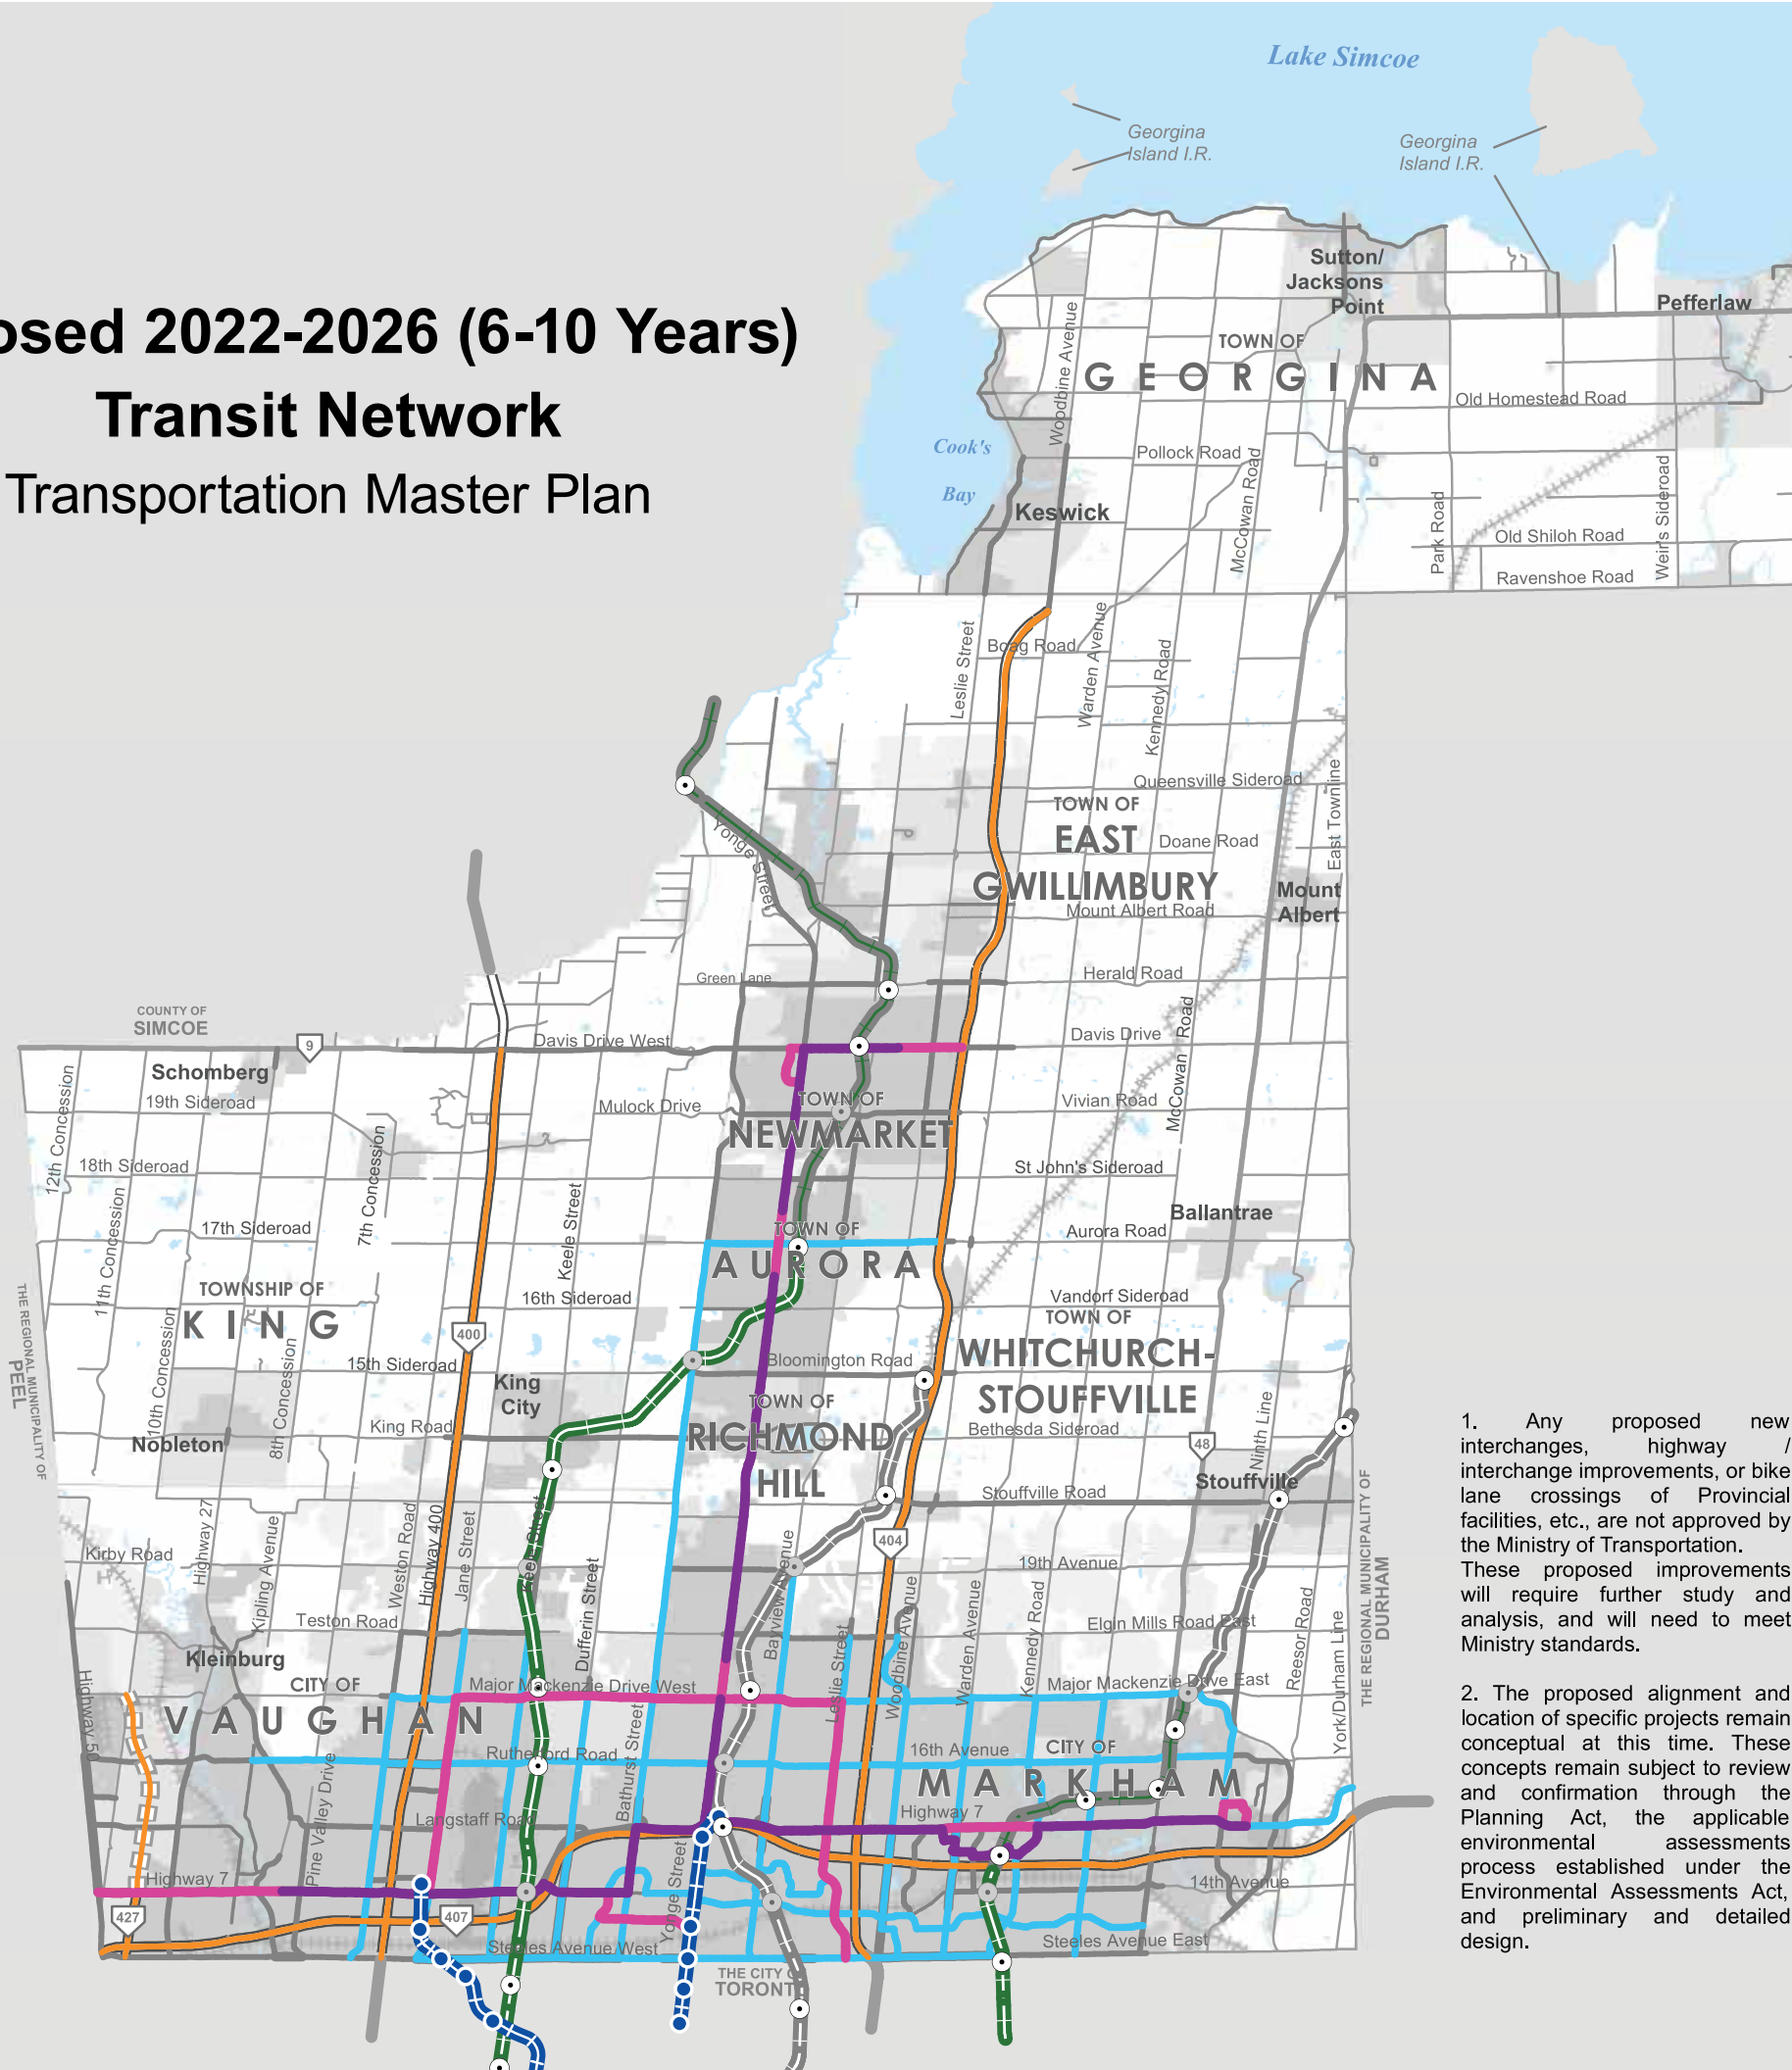 Lake Simcoe
Georgina
Island I.R.
Georgina
Island I.R.
osed 2022-2026 (6-10 Years)
Transit Network
Transportation Master Plan
Sutton/
Jacksons
Point
Pefferlaw
TOWN OF
GEORGINA
Woodbine Avenue
Old Homestead Road
Cook's
Bay
Pollock Road
McCowan Road
Keswick
Park Road
Old Shiloh Road
Weir's Sideroad
Ravenshoe Road
Leslie Street
Boag Road
Warden Avenue
Kennedy Road
Queensville Sideroad
East Townline
TOWN OF
EAST
GWILLIMBURY
Doane Road
Yonge Street
Mount
Albert
Mount Albert Road
Green Lane
Herald Road
COUNTY OF
SIMCOE
9
Davis Drive West
Davis Drive
McCowan Road
Schomberg
19th Sideroad
Mulock Drive
TOWN OF
NEWMARKET
Vivian Road
12th Concession
18th Sideroad
7th Concession
St John's Sideroad
11th Concession
17th Sideroad
Keele Street
TOWN OF
AURORA
Aurora Road
Ballantrae
TOWNSHIP OF
KING
16th Sideroad
Vandorf Sideroad
THE REGIONAL MUNICIPALITY OF
PEEL
10th Concession
8th Concession
400
15th Sideroad
King
City
Bloomington Road
TOWN OF
WHITCHURCH-
STOUFFVILLE
TOWN OF
RICHMOND
HILL
Nobleton
King Road
Bethesda Sideroad
48
Ninth Line
Stouffville
Stouffville Road
Highway 27
Kirby Road
Kipling Avenue
Weston Road
Highway 400
Jane Street
Keele Street
Dufferin Street
404
19th Avenue
Teston Road
Bayview Avenue
Leslie Street
Woodbine Avenue
Warden Avenue
Kennedy Road
Elgin Mills Road East
Reesor Road
York/Durham Line
THE REGIONAL MUNICIPALITY OF
DURHAM
Kleinburg
CITY OF
VAUGHAN
Highway 50
Major Mackenzie Drive West
Major Mackenzie Drive East
Rutherford Road
Bathurst Street
16th Avenue
CITY OF
MARKHAM
Pine Valley Drive
Langstaff Road
Highway 7
Highway 7
Yonge Street
14th Avenue
427
407
Steeles Avenue West
Steeles Avenue East
THE CITY O
TORONT
1. Any proposed new
interchanges, highway /
interchange improvements, or bike
lane crossings of Provincial
facilities, etc., are not approved by
the Ministry of Transportation.
These proposed improvements
will require further study and
analysis, and will need to meet
Ministry standards.
2. The proposed alignment and
location of specific projects remain
conceptual at this time. These
concepts remain subject to review
and confirmation through the
Planning Act, the applicable
environmental assessments
process established under the
Environmental Assessments Act,
and preliminary and detailed
design.